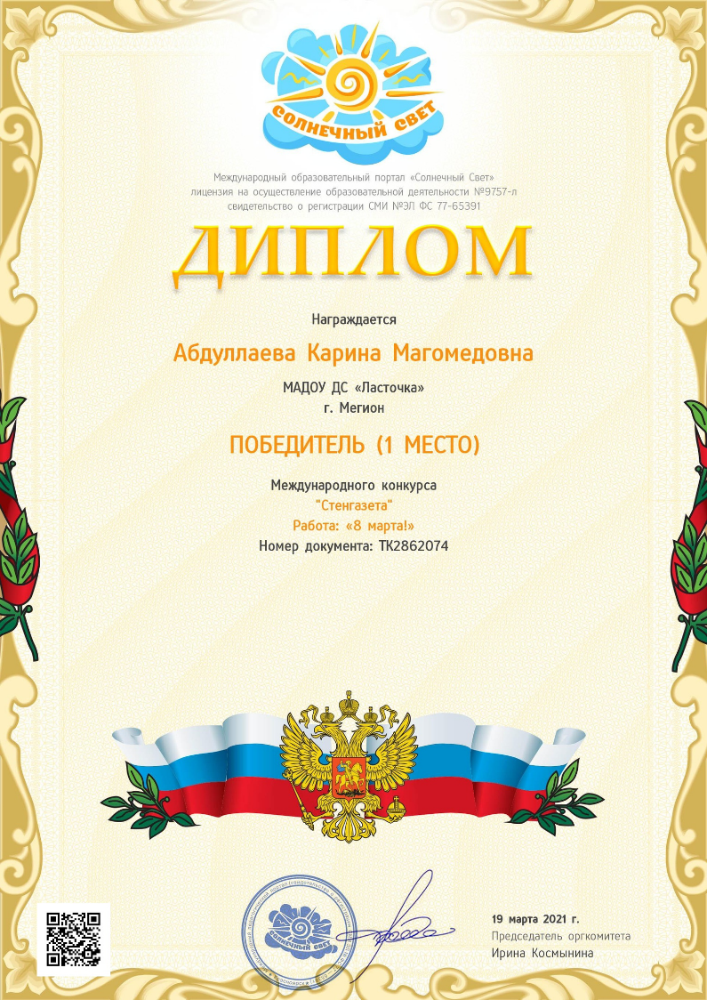 СОЛНЕЧНЫЙ СВЕТ
Международный образовательный портал «Солнечный Свет»
лицензия на осуществление образовательной деятельности №9757-л
свидетельство о регистрации СМИ №ЭЛ ФС 77-65391
ДИПЛОМ
Награждается
Абдуллаева Карина Магомедовна
МАДОУ ДС «Ласточка»
г. Мегион
ПОБЕДИТЕЛЬ (1 МЕСТО)
Международного конкурса
"Стенгазета"
Работа: «8 марта!»
Номер документа: ТК2862074
СОЛНЕЧНЫЙ СВЕТ
19 марта 2021 г.
Председатель оргкомитета
Ирина Космынина